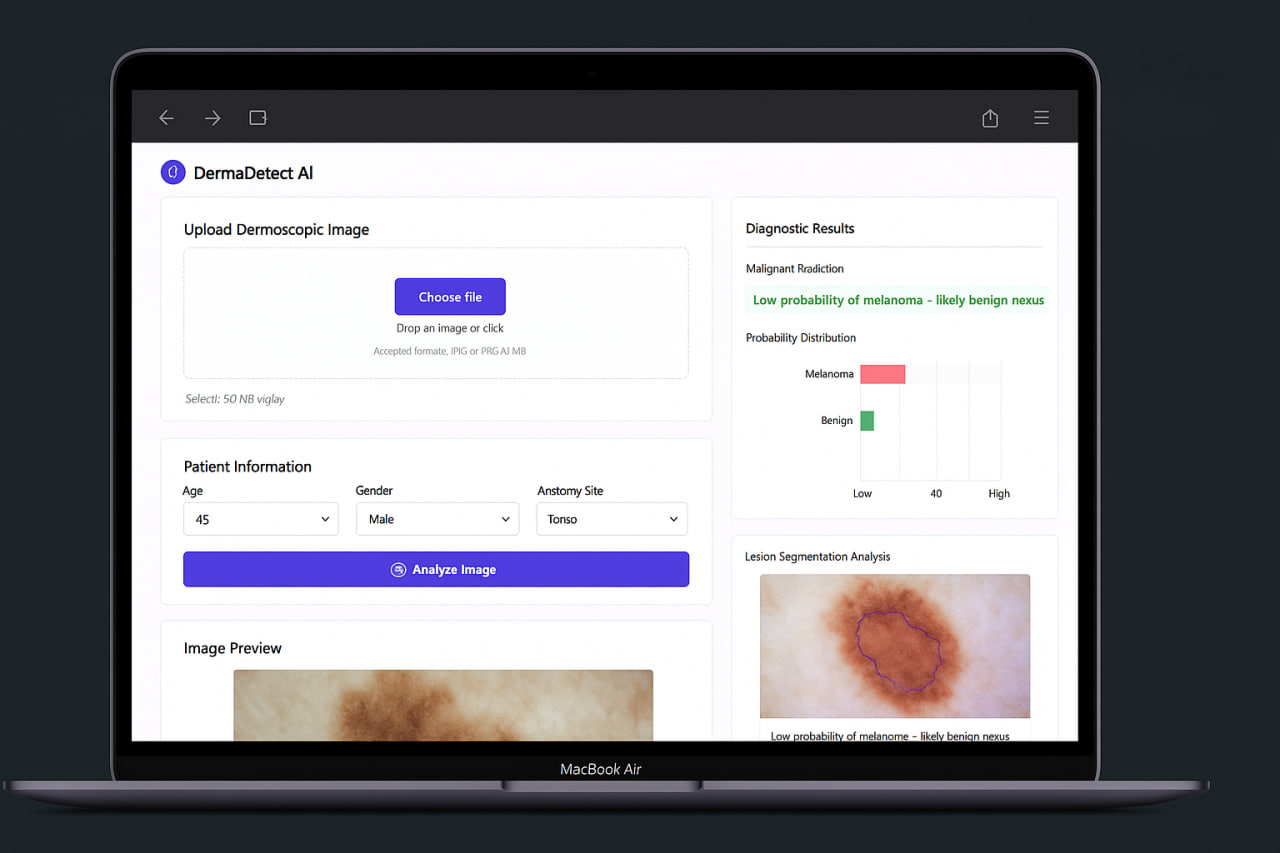 DermaDetect AI
Upload Dermoscopic Image
Choose file
Drop an image or click
Accepted formate, IPIG or PRG AJ MB
Selectl: 50 NB viglay
Patient Information
Age
Gender
Anstomy Site
45
Male
Tonso
Analyze Image
Image Preview
Diagnostic Results
Malignant Rradiction
Low probability of melanoma - likely benign nexus
Probability Distribution
Melanoma
Benign
Low
40
High
Lesion Segmentation Analysis
Low probability of melanome - likely benign nexus
MacBook Air